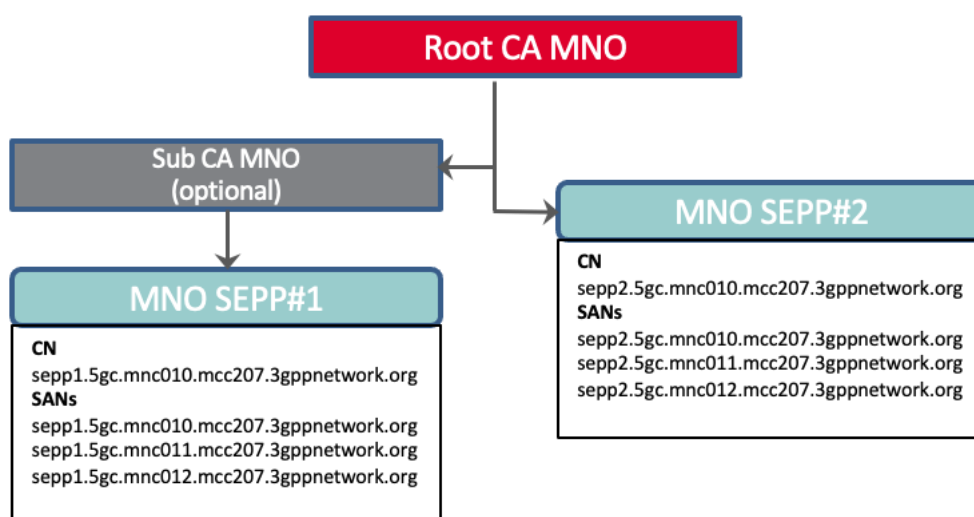 Root CA MNO
Sub CA MNO
(optional)
MNO SEPP#1
CN
sepp1.5gc.mnc010.mcc207.3gppnetwork.org
SANs
sepp1.5gc.mnc010.mcc207.3gppnetwork.org
sepp1.5gc.mnc011.mcc207.3gppnetwork.org
sepp1.5gc.mnc012.mcc207.3gppnetwork.org
MNO SEPP#2
CN
sepp2.5gc.mnc010.mcc207.3gppnetwork.org
SANs
sepp2.5gc.mnc010.mcc207.3gppnetwork.org
sepp2.5gc.mnc011.mcc207.3gppnetwork.org
sepp2.5gc.mnc012.mcc207.3gppnetwork.org